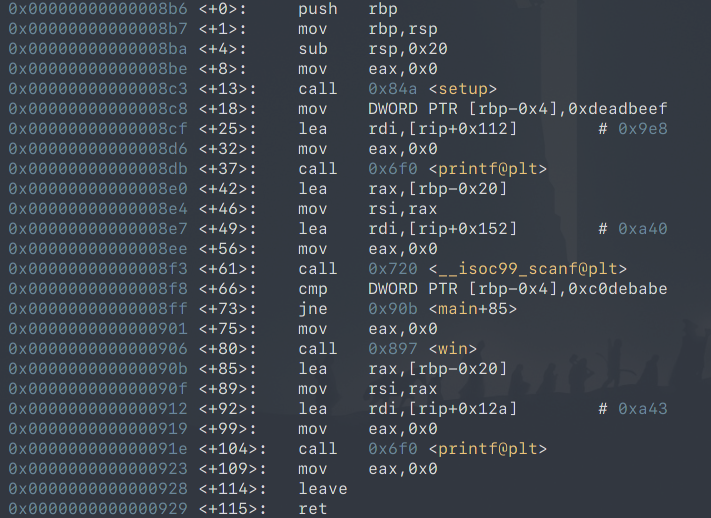 0x00000000000008b6 <+0>: push rbp
0x00000000000008b7 <+1>: mov rbp,rsp
0x00000000000008ba <+4>: sub rsp,0x20
0x00000000000008be <+8>: mov eax,0x0
0x00000000000008c3 <+13>: call 0x84a <setup>
0x00000000000008c8 <+18>: mov DWORD PTR [rbp-0x4],0xdeadbeef
0x00000000000008cf <+25>: lea rdi,[rip+0x112] # 0x9e8
0x00000000000008d6 <+32>: mov eax,0x0
0x00000000000008db <+37>: call 0x6f0 <printf@plt>
0x00000000000008e0 <+42>: lea rax,[rbp-0x20]
0x00000000000008e4 <+46>: mov rsi,rax
0x00000000000008e7 <+49>: lea rdi,[rip+0x152] # 0xa40
0x00000000000008ee <+56>: mov eax,0x0
0x00000000000008f3 <+61>: call 0x720 <__isoc99_scanf@plt>
0x00000000000008f8 <+66>: cmp DWORD PTR [rbp-0x4],0xc0debabe
0x00000000000008ff <+73>: jne 0x90b <main+85>
0x0000000000000901 <+75>: mov eax,0x0
0x0000000000000906 <+80>: call 0x897 <win>
0x000000000000090b <+85>: lea rax,[rbp-0x20]
0x000000000000090f <+89>: mov rsi,rax
0x0000000000000912 <+92>: lea rdi,[rip+0x12a] # 0xa43
0x0000000000000919 <+99>: mov eax,0x0
0x000000000000091e <+104>: call 0x6f0 <printf@plt>
0x0000000000000923 <+109>: mov eax,0x0
0x0000000000000928 <+114>: leave
0x0000000000000929 <+115>: ret